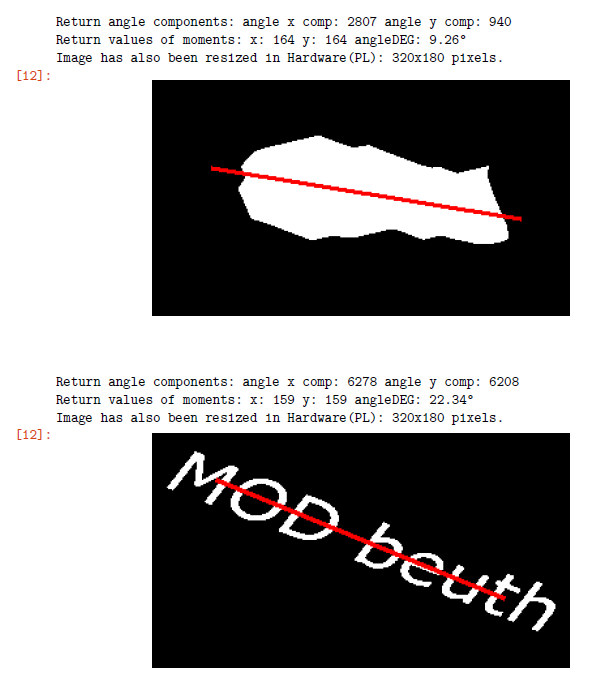 Return angle components: angle x comp: 2807 angle y comp: 940
Return values of moments: x: 164 y: 164 angleDEG: 9.26°
Image has also been resized in Hardware(PL): 320x180 pixels.
[12]:
Return angle components: angle x comp: 6278 angle y comp: 6208
Return values of moments: x: 159 y: 159 angleDEG: 22.34°
Image has also been resized in Hardware(PL): 320x180 pixels.
[12]:
MOD beuth